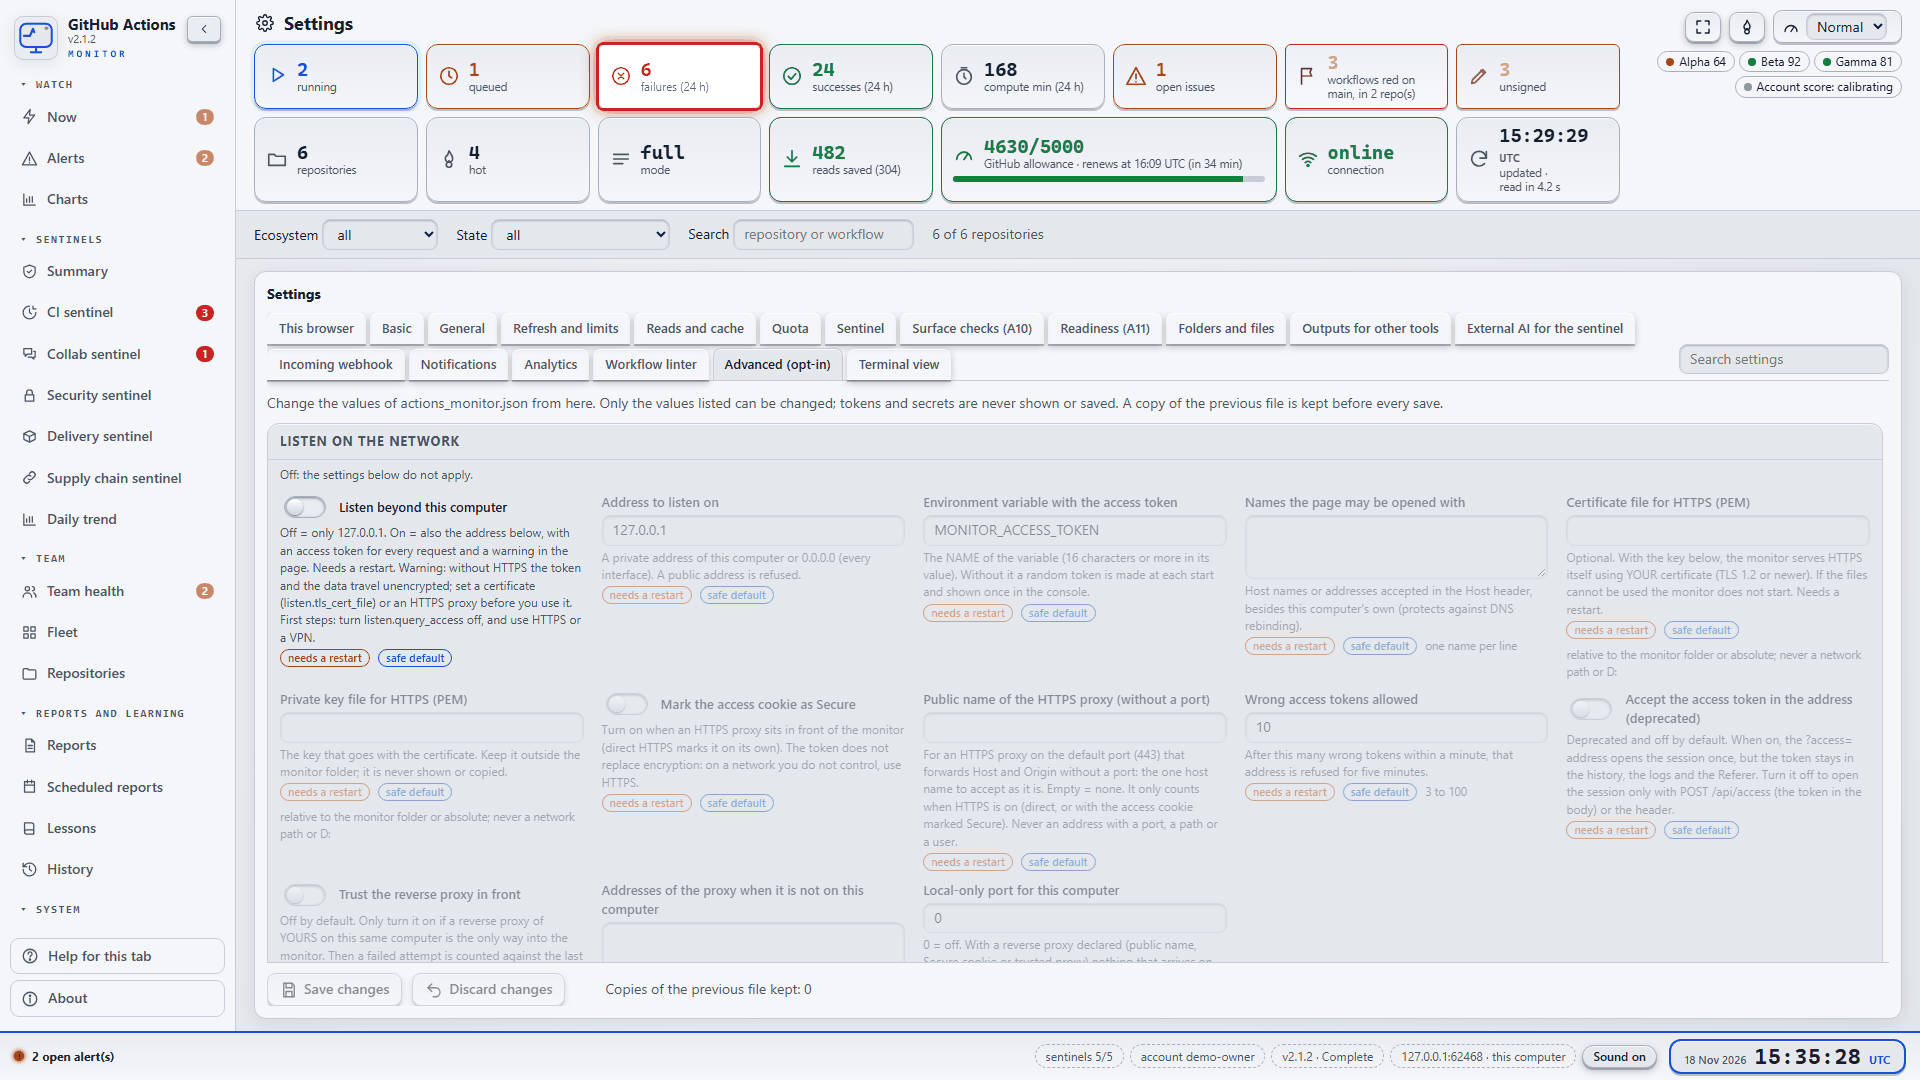 GitHub Actions
v2.1.2
MONITOR
WATCH
Now 1
Alerts 2
Charts
SENTINELS
Summary
CI sentinel 3
Collab sentinel 1
Security sentinel
Delivery sentinel
Supply chain sentinel
Daily trend
TEAM
Team health 2
Fleet
Repositories
REPORTS AND LEARNING
Reports
Scheduled reports
Lessons
History
SYSTEM
Help for this tab
About
Settings
2
running
1
queued
6
failures (24 h)
24
successes (24 h)
168
compute min (24 h)
1
open issues
3
workflows red on
main, in 2 repo(s)
3
unsigned
Normal
Alpha 64
Beta 92
Gamma 81
Account score: calibrating
6
repositories
4
hot
full
mode
482
reads saved (304)
4630/5000
GitHub allowance · renews at 16:09 UTC (in 34 min)
online
connection
15:29:29
UTC
updated ·
read in 4.2 s
Ecosystem all State all Search repository or workflow 6 of 6 repositories
Settings
This browser Basic General Refresh and limits Reads and cache Quota Sentinel Surface checks (A10) Readiness (A11) Folders and files Outputs for other tools External AI for the sentinel
Incoming webhook Notifications Analytics Workflow linter Advanced (opt-in) Terminal view
Search settings
Change the values of actions_monitor.json from here. Only the values listed can be changed; tokens and secrets are never shown or saved. A copy of the previous file is kept before every save.
LISTEN ON THE NETWORK
Off: the settings below do not apply.
Listen beyond this computer
Off = only 127.0.0.1. On = also the address below, with
an access token for every request and a warning in the
page. Needs a restart. Warning: without HTTPS the token
and the data travel unencrypted; set a certificate
(listen.tls_cert_file) or an HTTPS proxy before you use it.
First steps: turn listen.query_access off, and use HTTPS or
a VPN.
needs a restart safe default
Address to listen on
127.0.0.1
A private address of this computer or 0.0.0.0 (every
interface). A public address is refused.
needs a restart safe default
Environment variable with the access token
MONITOR_ACCESS_TOKEN
The NAME of the variable (16 characters or more in its
value). Without it a random token is made at each start
and shown once in the console.
needs a restart safe default
Names the page may be opened with
Host names or addresses accepted in the Host header,
besides this computer's own (protects against DNS
rebinding).
needs a restart safe default one name per line
Certificate file for HTTPS (PEM)
Optional. With the key below, the monitor serves HTTPS
itself using YOUR certificate (TLS 1.2 or newer). If the files
cannot be used the monitor does not start. Needs a
restart.
needs a restart safe default
relative to the monitor folder or absolute; never a network
path or D:
Private key file for HTTPS (PEM)
The key that goes with the certificate. Keep it outside the
monitor folder; it is never shown or copied.
needs a restart safe default
relative to the monitor folder or absolute; never a network
path or D:
Mark the access cookie as Secure
Turn on when an HTTPS proxy sits in front of the monitor
(direct HTTPS marks it on its own). The token does not
replace encryption: on a network you do not control, use
HTTPS.
needs a restart safe default
Public name of the HTTPS proxy (without a port)
For an HTTPS proxy on the default port (443) that
forwards Host and Origin without a port: the one host
name to accept as it is. Empty = none. It only counts
when HTTPS is on (direct, or with the access cookie
marked Secure). Never an address with a port, a path or
a user.
needs a restart safe default
Wrong access tokens allowed
10
After this many wrong tokens within a minute, that
address is refused for five minutes.
needs a restart safe default 3 to 100
Accept the access token in the address
(deprecated)
Deprecated and off by default. When on, the ?access=
address opens the session once, but the token stays in
the history, the logs and the Referer. Turn it off to open
the session only with POST /api/access (the token in the
body) or the header.
needs a restart safe default
Trust the reverse proxy in front
Off by default. Only turn it on if a reverse proxy of
YOURS on this same computer is the only way into the
monitor. Then a failed attempt is counted against the last
Addresses of the proxy when it is not on this
computer
Local-only port for this computer
0
0 = off. With a reverse proxy declared (public name,
Secure cookie or trusted proxy) nothing that arrives on
Save changes Discard changes Copies of the previous file kept: 0
2 open alert(s)
sentinels 5/5 account demo-owner v2.1.2 · Complete 127.0.0.1:62468 · this computer Sound on 18 Nov 2026 15:35:28 UTC